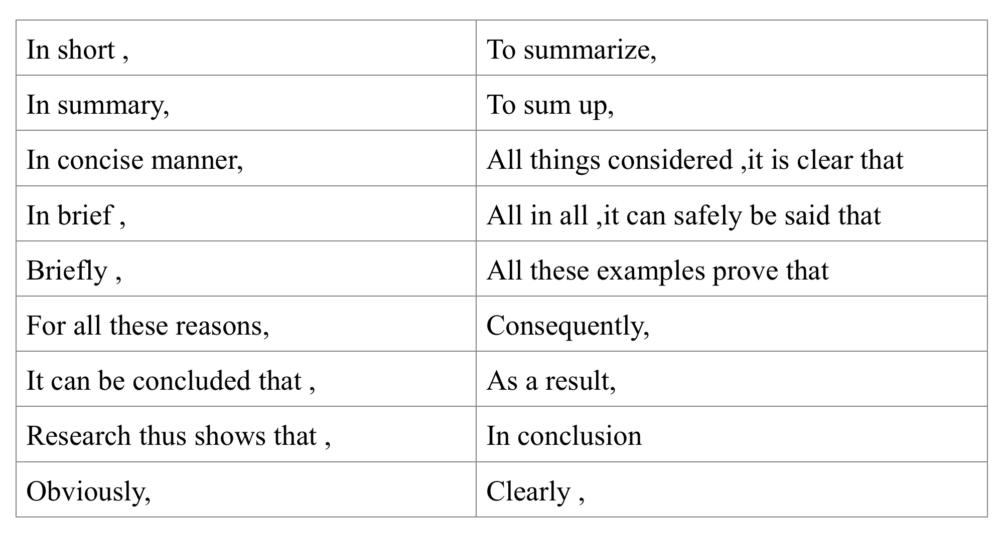 In short ,
To summarize,
In summary,
To sum up,
In concise manner,
All things considered ,it is clear that
In brief ,
All in all ,it can safely be said that
Briefly ,
All these examples prove that
For all these reasons,
Consequently,
It can be concluded that ,
As a result,
Research thus shows that ,
In conclusion
Obviously,
Clearly ,